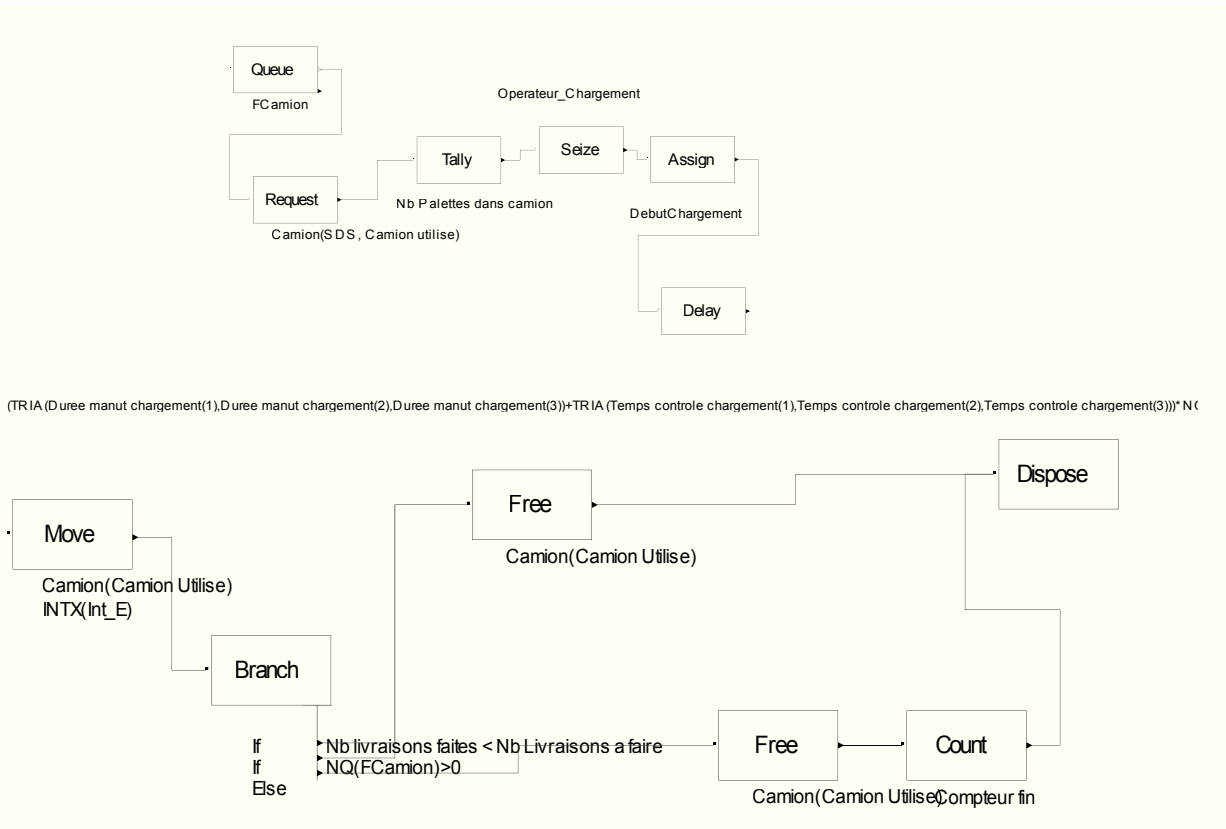 Queue
FCamion
Operateur_Chargement
Tally
Seize
Assign
Request
Nb Palettes dans camion
DebutChargement
Camion(SDS, Camion utilise)
Delay
(TRIA(Duree manut chargement(1),Duree manut chargement(2),Duree manut chargement(3))+TRIA(Temps controle chargement(1),Temps controle chargement(2),Temps controle chargement(3)))*
Dispose
Free
Move
Camion(Camion Utilise)
Camion(Camion Utilise)
INTX(Int_E)
Branch
If Nb livraisons faites < Nb Livraisons a faire
If NQ(FCamion)>0
Else
Free
Count
Camion(Camion Utilise)
Compteur fin